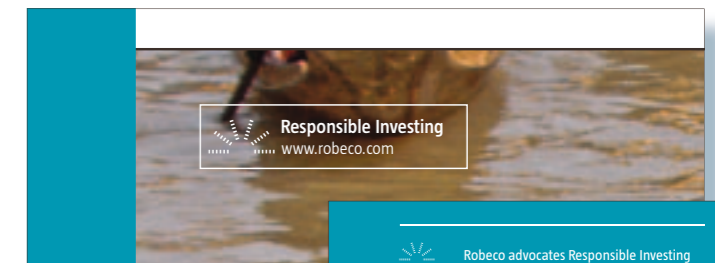 Responsible Investing
www.robeco.com
Robeco advocates Responsible Investing